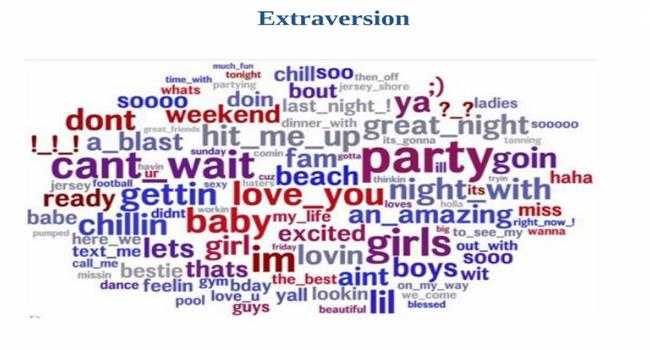 Extraversion
much_fun
time_with tonight chillsoo then_off
whats partying bout jersey_shore ;)
soooo doin last_night_! ya ?_? ladies
dont weekend dinner_with great_night sooooo
!_!_! a_blast great_friends hit_me_up its_gonna tanning
sunday comin fam gotta party goin
cant_wait havin ur cuz beach ill thinkin tryin haha
jersey football sexy haters night its with
ready gettin love_you loves holla
babe chillin didnt workin baby my_life an_amazing miss
pumped right_now_!
here_we excited girls big to_see_my wanna
text_me lets girl im friday lovin out_with
call_me sooo
missin bestie thats the_best aint boys wit
dance feelin gym bday on_my_way
pool love_u yall lookin lil we_come
guys beautiful blessed